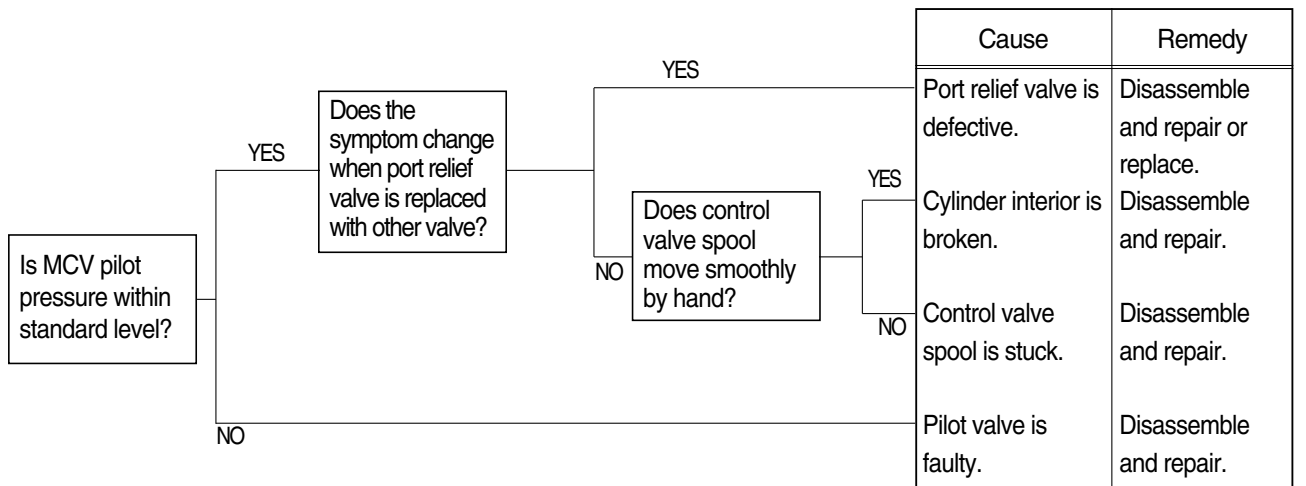 Is MCV pilot
pressure within
standard level?
YES
NO
Does the
symptom change
when port relief
valve is replaced
with other valve?
YES
NO
Does control
valve spool
move smoothly
by hand?
YES
NO
Cause
Remedy
Port relief valve is
defective.
Disassemble
and repair or
replace.
Cylinder interior is
broken.
Disassemble
and repair.
Control valve
spool is stuck.
Disassemble
and repair.
Pilot valve is
faulty.
Disassemble
and repair.